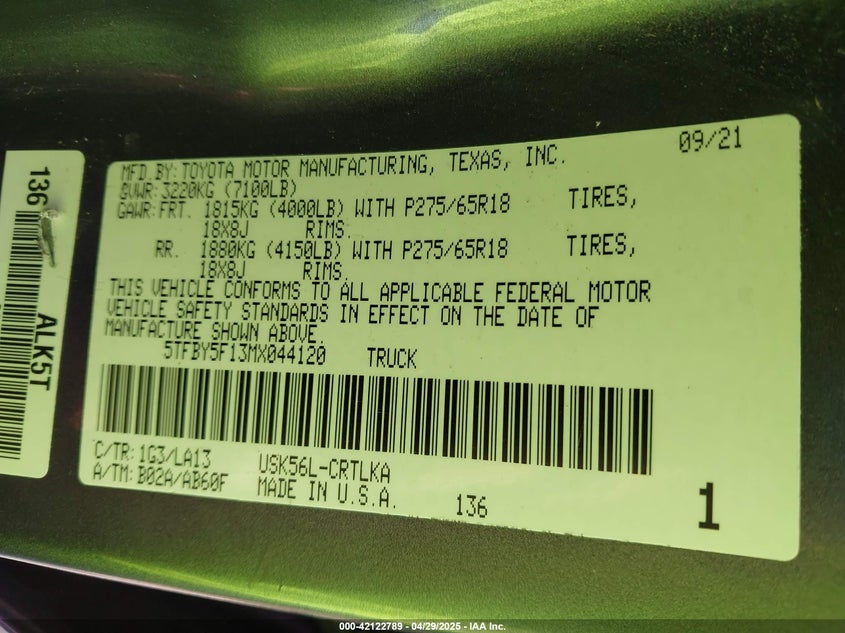 09/21
MFD.BY:TOYOTA MOTOR MANUFACTURING, TEXAS, INC.
GVWR: 3220KG (7100LB)
GAWR:FRT. 1815KG (4000LB) WITH P275/65R18 TIRES,
18X8J RIMS.
RR. 1880KG (4150LB) WITH P275/65R18 TIRES,
18X8J RIMS.
THIS VEHICLE CONFORMS TO ALL APPLICABLE FEDERAL MOTOR
VEHICLE SAFETY STANDARDS IN EFFECT ON THE DATE OF
MANUFACTURE SHOWN ABOVE.
5TFBY5F13MX044120 TRUCK
C/TR:1G3/LA13 USK56L-CRTLKA
A/TM:B02A/AB60F MADE IN U.S.A. 136 1
136
ALK5T
000-42122789 - 04/29/2025 - IAA Inc.